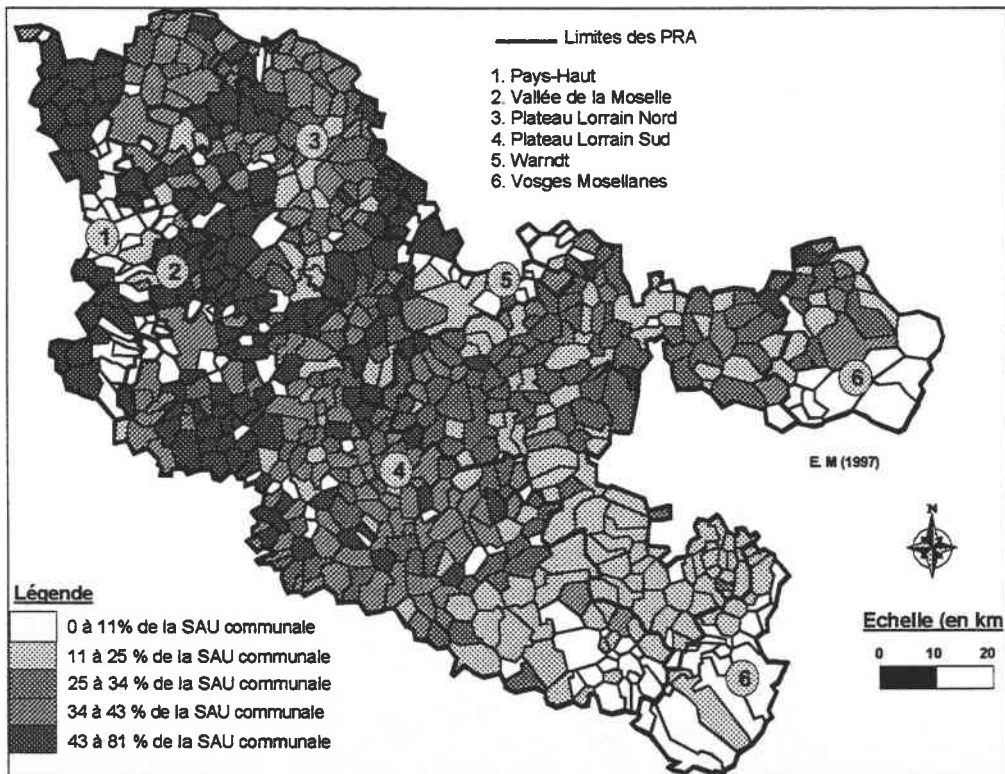 Limites des PRA
1. Pays-Haut
2. Vallée de la Moselle
3. Plateau Lorrain Nord
4. Plateau Lorrain Sud
5. Warndt
6. Vosges Mosellanes
3
1
2
5
6
4
E. M (1997)
N
Légende
0 à 11% de la SAU communale
11 à 25 % de la SAU communale
25 à 34 % de la SAU communale
34 à 43 % de la SAU communale
43 à 81 % de la SAU communale
Echelle (en km
0 10 20
6